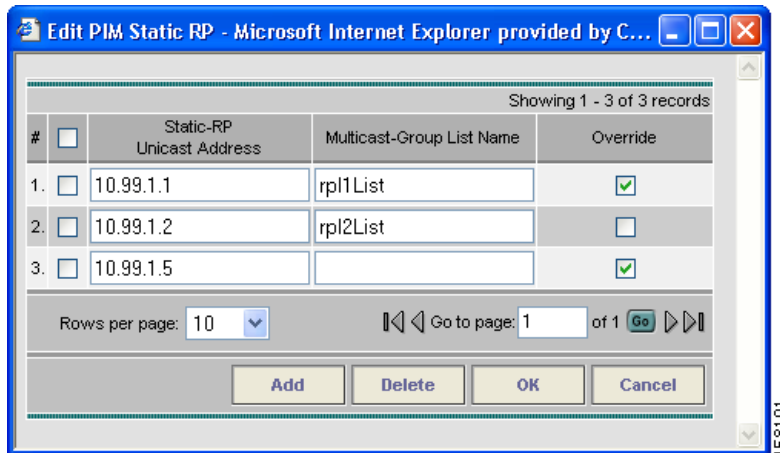 Edit PIM Static RP - Microsoft Internet Explorer provided by C...
Showing 1 - 3 of 3 records
# Static-RP Unicast Address Multicast-Group List Name Override
1. 10.99.1.1 rpl1List
2. 10.99.1.2 rpl2List
3. 10.99.1.5
Rows per page: 10 Go to page: 1 of 1 Go
Add Delete OK Cancel